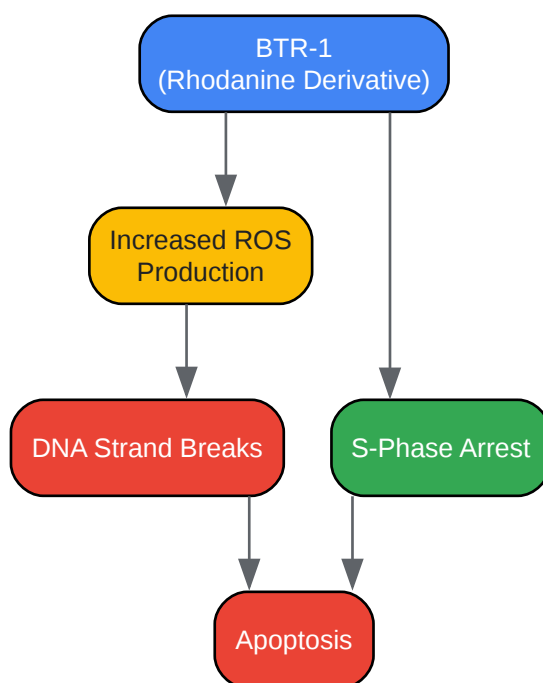 BTR-1
(Rhodanine Derivative)
Increased ROS
Production
DNA Strand Breaks
S-Phase Arrest
Apoptosis